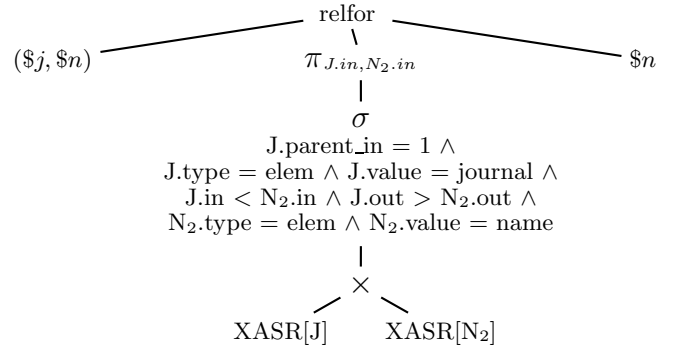 relfor
($j, $n)
π J.in,N₂.in
$n
σ
J.parent_in = 1 ∧
J.type = elem ∧ J.value = journal ∧
J.in < N₂.in ∧ J.out > N₂.out ∧
N₂.type = elem ∧ N₂.value = name
×
XASR[J] XASR[N₂]